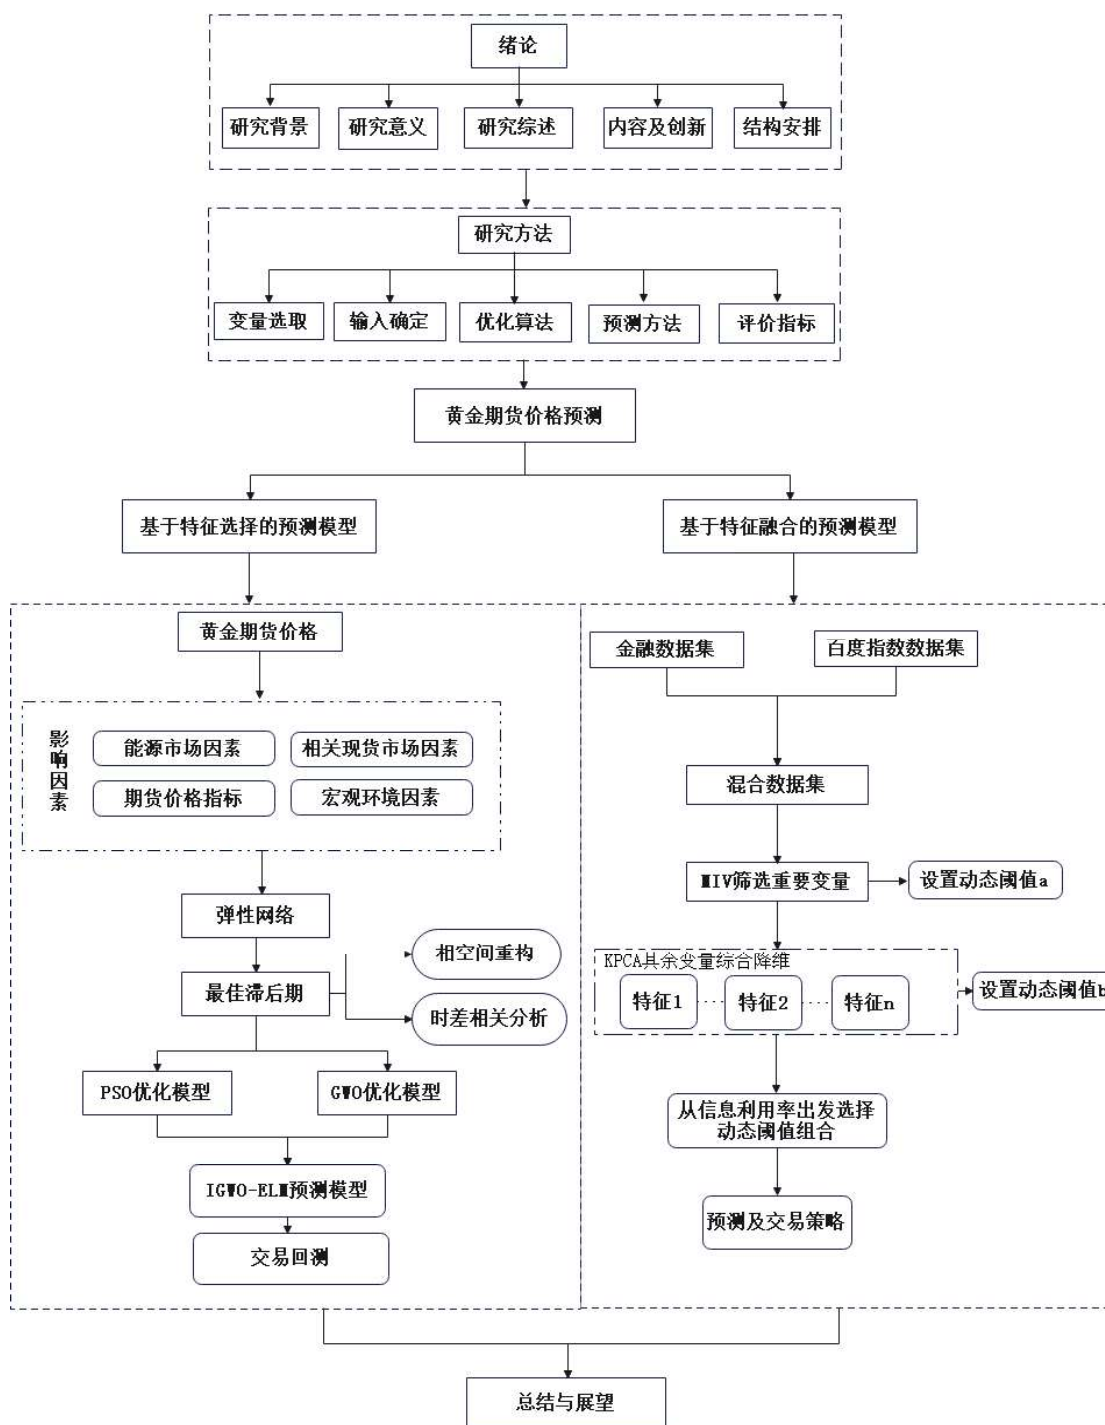 绪论
研究背景
研究意义
研究综述
内容及创新
结构安排
研究方法
变量选取
输入确定
优化算法
预测方法
评价指标
黄金期货价格预测
基于特征选择的预测模型
基于特征融合的预测模型
黄金期货价格
影响因素
能源市场因素
相关现货市场因素
期货价格指标
宏观环境因素
弹性网络
最佳滞后期
相空间重构
时差相关分析
PSO优化模型
GWO优化模型
IGWO-ELM预测模型
交易回测
金融数据集
百度指数数据集
混合数据集
MIV筛选重要变量
设置动态阈值a
KPCA其余变量综合降维
特征1
特征2
特征n
设置动态阈值b
从信息利用率出发选择
动态阈值组合
预测及交易策略
总结与展望